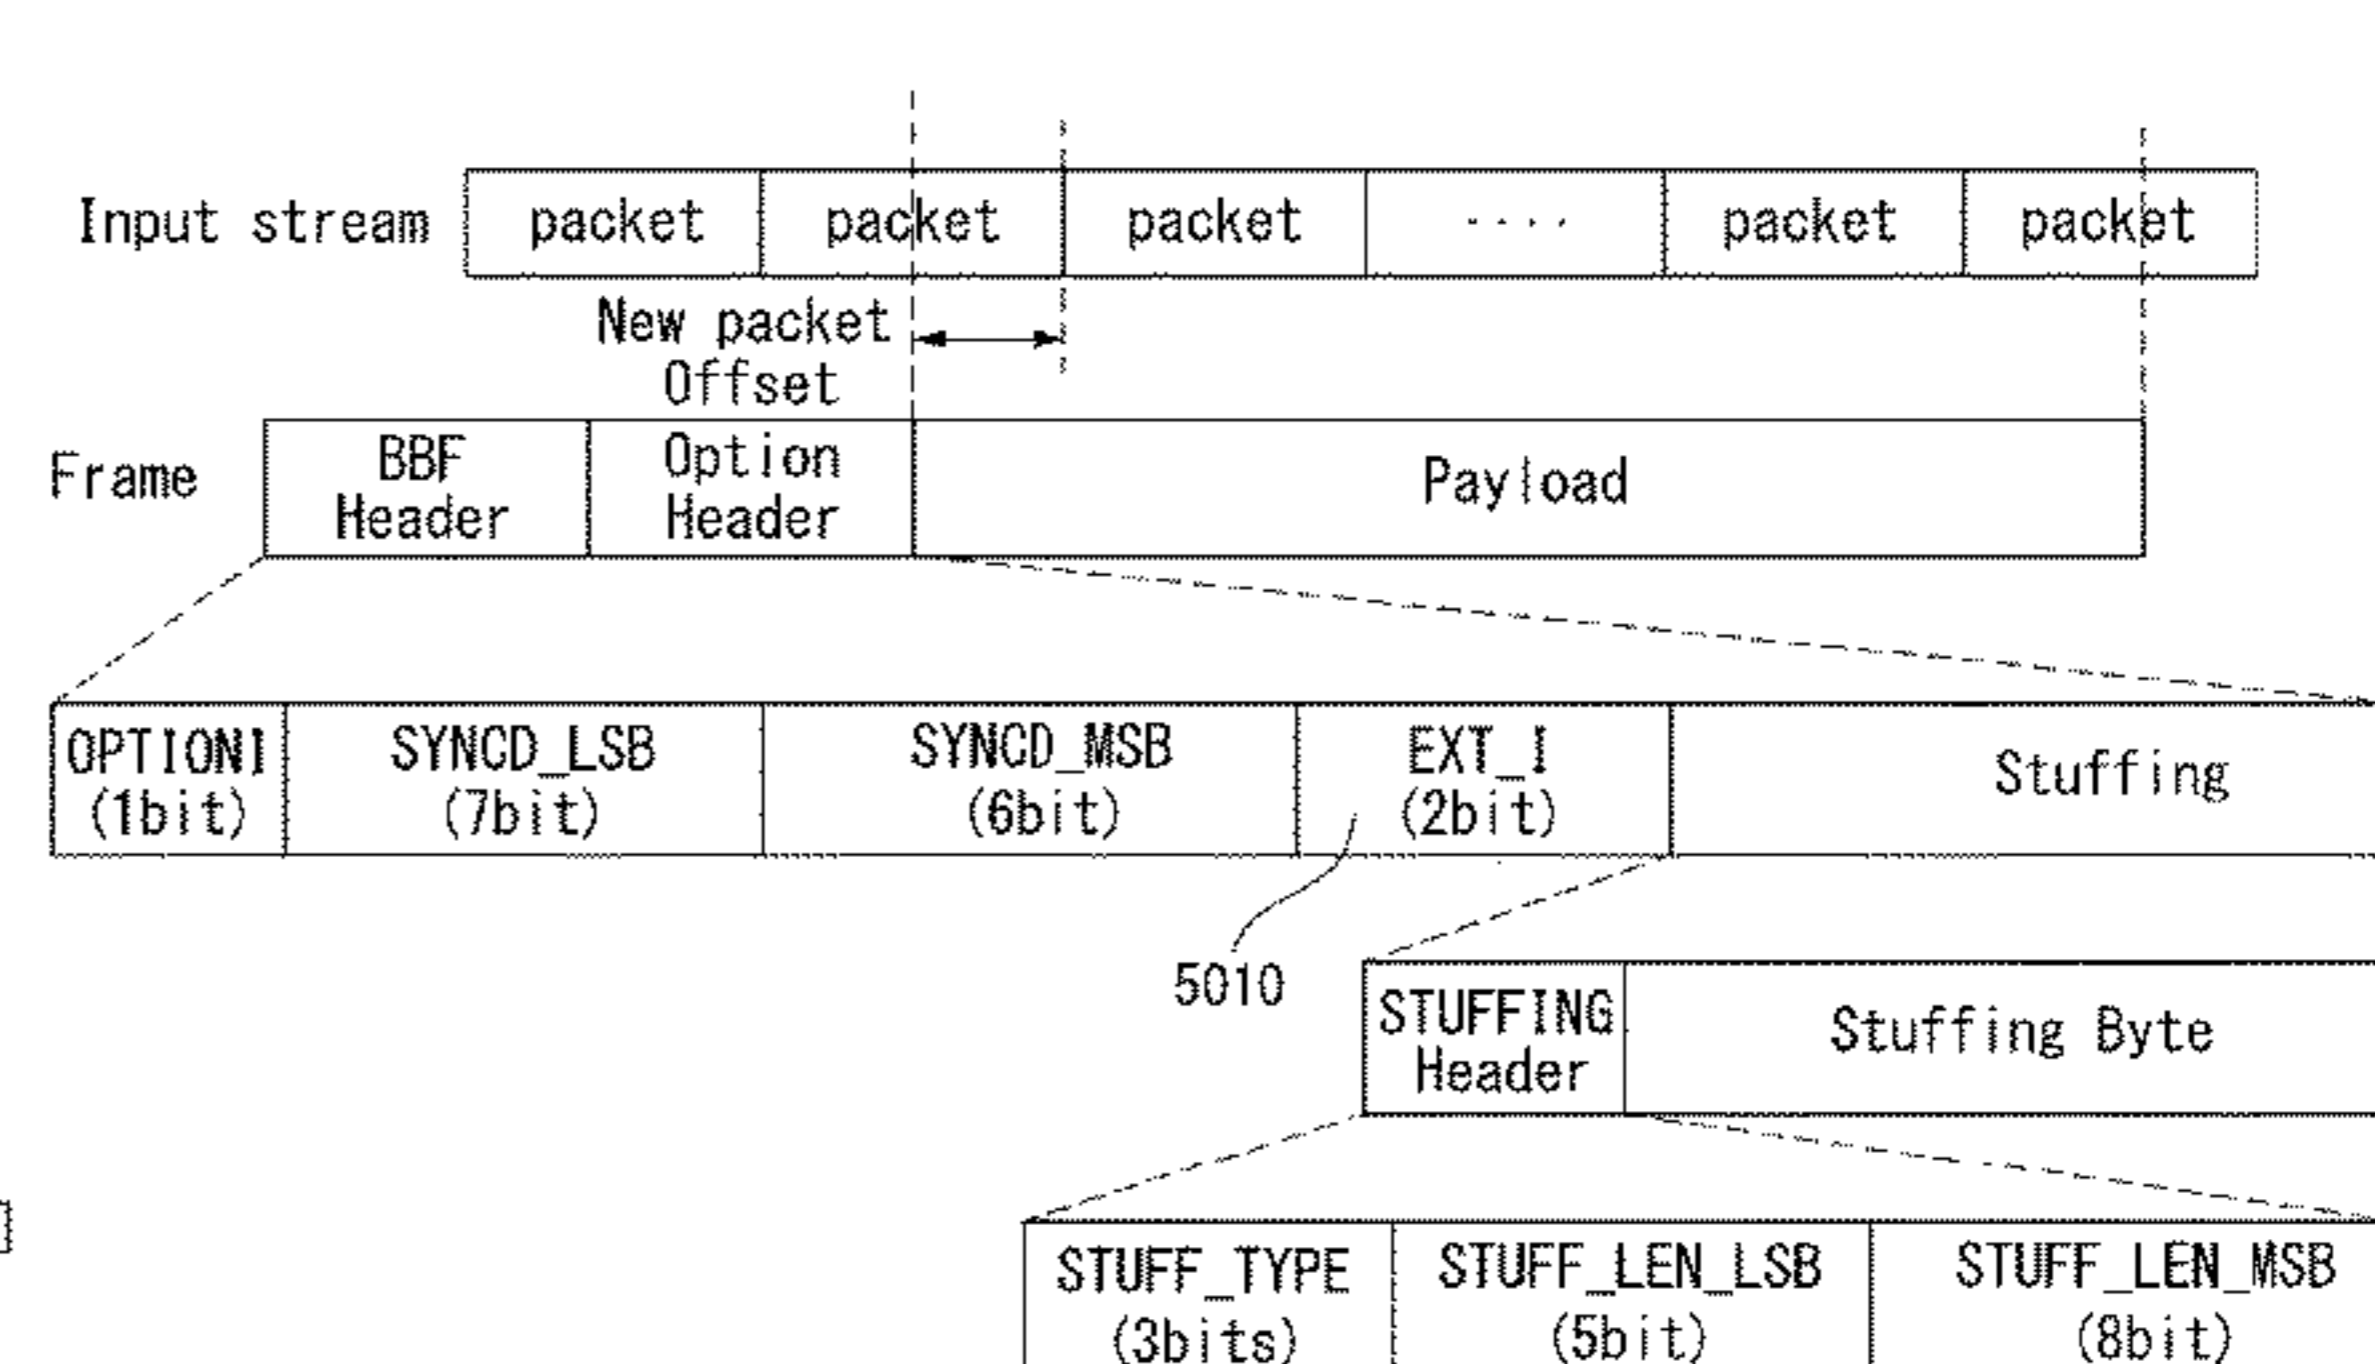 Input stream packet packet packet ···· packet packet
New packet
Offset
Frame BBF Header Option Header Payload
OPTIONI SYNCD_LSB SYNCD_MSB EXT_I Stuffing
(1bit) (7bit) (6bit) (2bit)
5010
STUFFING Stuffing Byte
Header
STUFF_TYPE STUFF_LEN_LSB STUFF_LEN_MSB
(3bits) (5bit) (8bit)